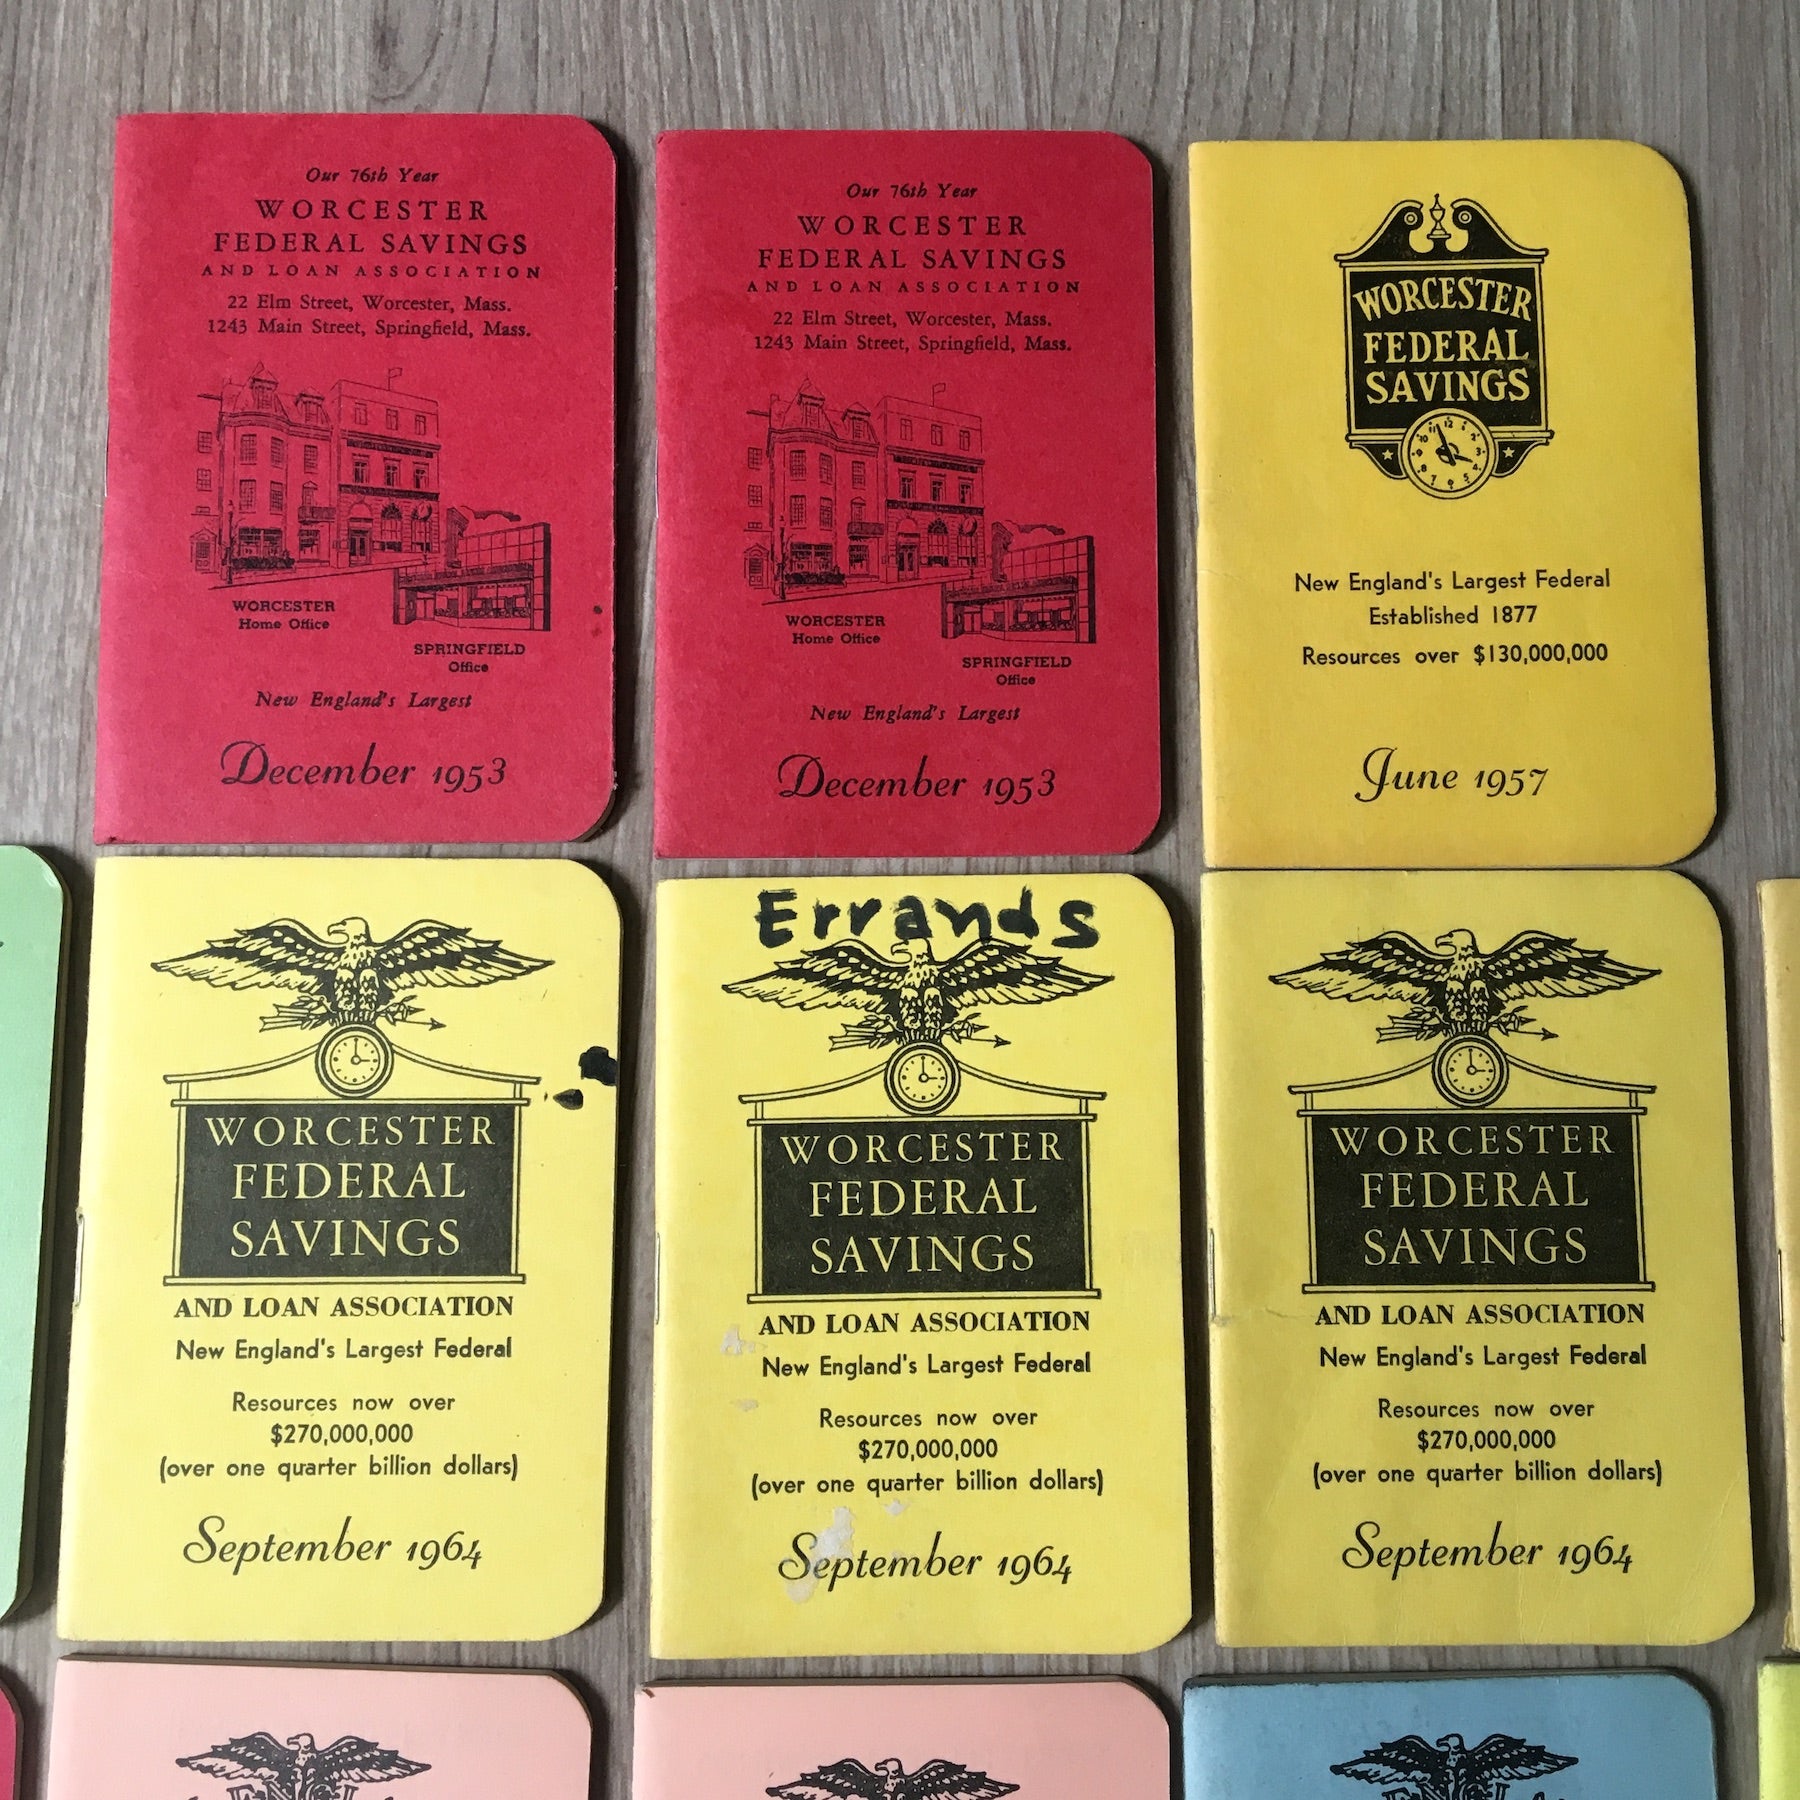 Our 76th Year
WORCESTER
FEDERAL SAVINGS
AND LOAN ASSOCIATION
22 Elm Street, Worcester, Mass.
1243 Main Street, Springfield, Mass.
WORCESTER
Home Office
SPRINGFIELD
Office
New England's Largest
December 1953
Our 76th Year
WORCESTER
FEDERAL SAVINGS
AND LOAN ASSOCIATION
22 Elm Street, Worcester, Mass.
1243 Main Street, Springfield, Mass.
WORCESTER
Home Office
SPRINGFIELD
Office
New England's Largest
December 1953
WORCESTER
FEDERAL
SAVINGS
New England's Largest Federal
Established 1877
Resources over $130,000,000
June 1957
WORCESTER
FEDERAL
SAVINGS
AND LOAN ASSOCIATION
New England's Largest Federal
Resources now over
$270,000,000
(over one quarter billion dollars)
September 1964
Errands
WORCESTER
FEDERAL
SAVINGS
AND LOAN ASSOCIATION
New England's Largest Federal
Resources now over
$270,000,000
(over one quarter billion dollars)
September 1964
WORCESTER
FEDERAL
SAVINGS
AND LOAN ASSOCIATION
New England's Largest Federal
Resources now over
$270,000,000
(over one quarter billion dollars)
September 1964